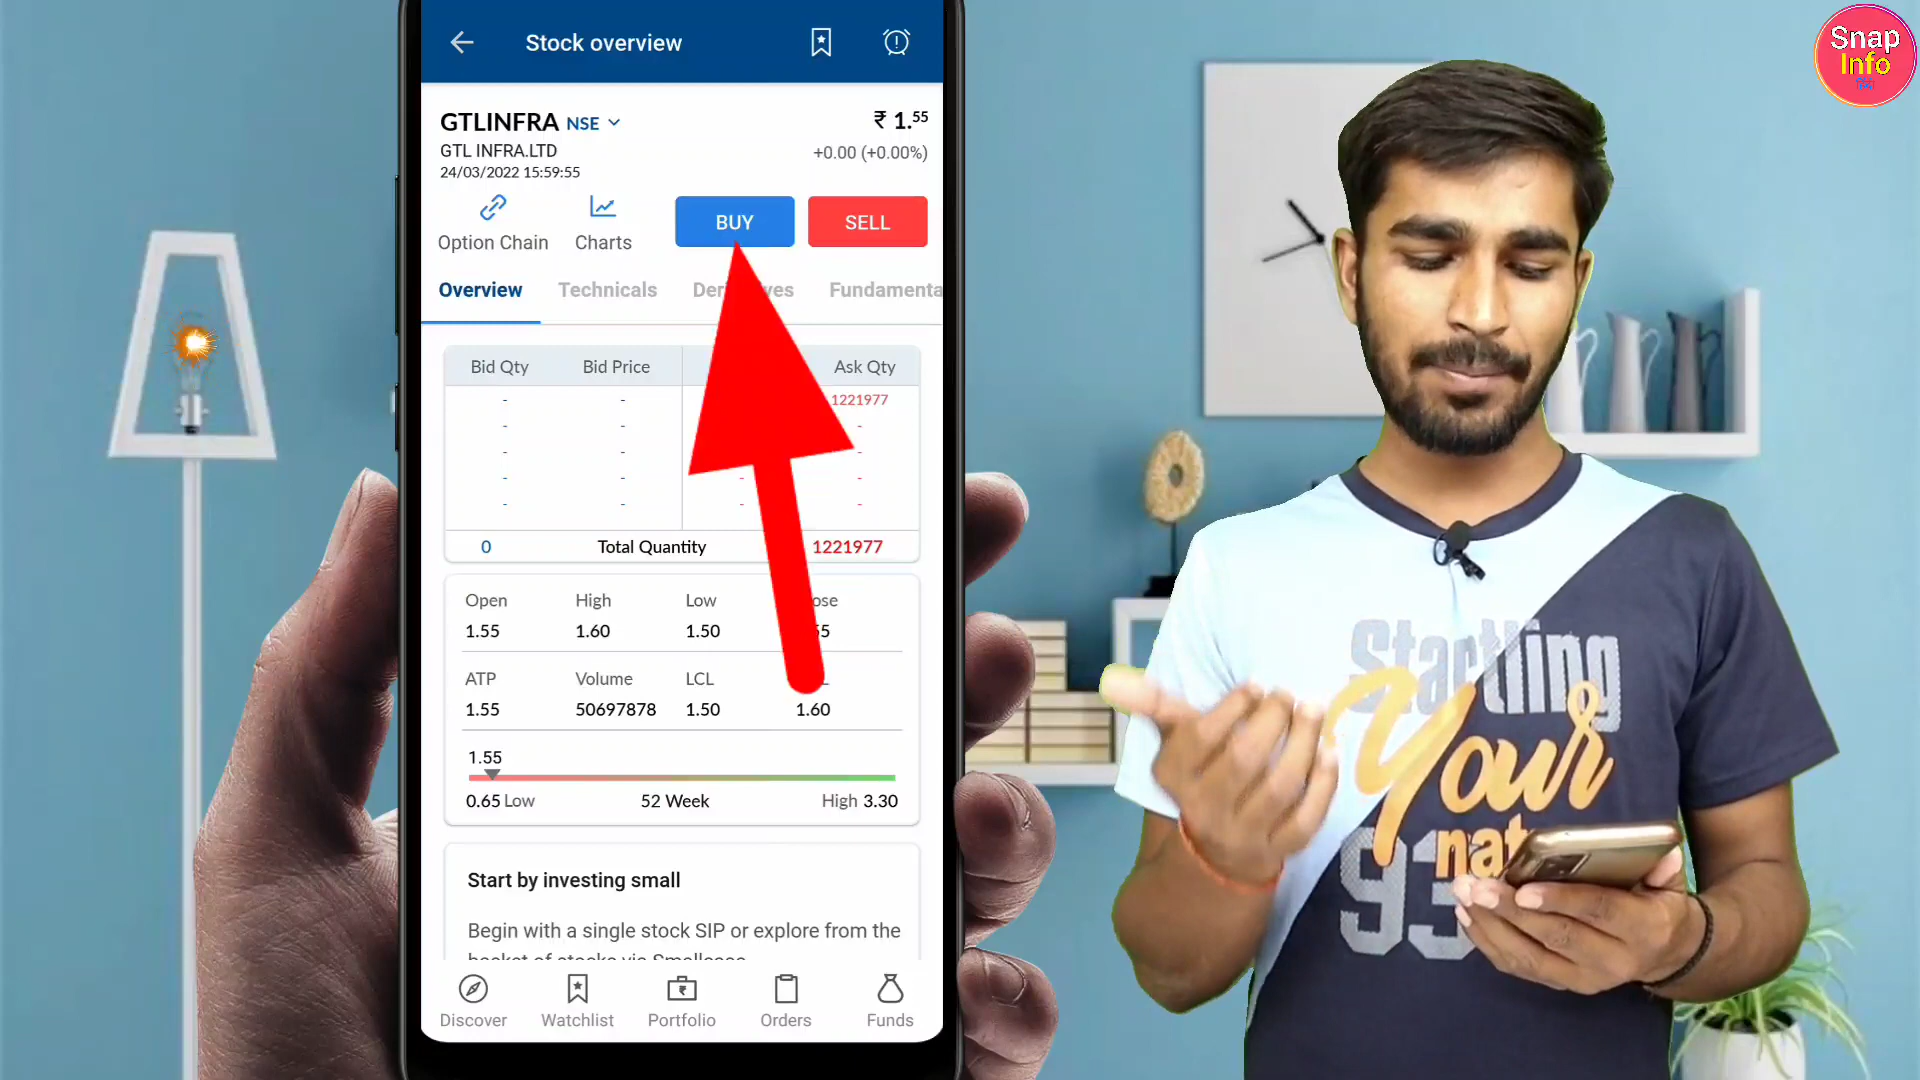 Snap
Info
Stock overview
GTLINFRA NSE
₹ 1.55
GTL INFRA.LTD
+0.00 (+0.00%)
24/03/2022 15:59:55
Option Chain
Charts
BUY
SELL
Overview
Technicals
Fundamenta
Bid Qty
Bid Price
Ask Qty
- - 1221977
- - -
- - -
- - - -
- - - -
0 Total Quantity 1221977
Open High Low
1.55 1.60 1.50
ATP Volume LCL
1.55 50697878 1.50 1.60
1.55
0.65 Low 52 Week High 3.30
Start by investing small
Begin with a single stock SIP or explore from the
Discover Watchlist Portfolio Orders Funds
Startling
Your
93